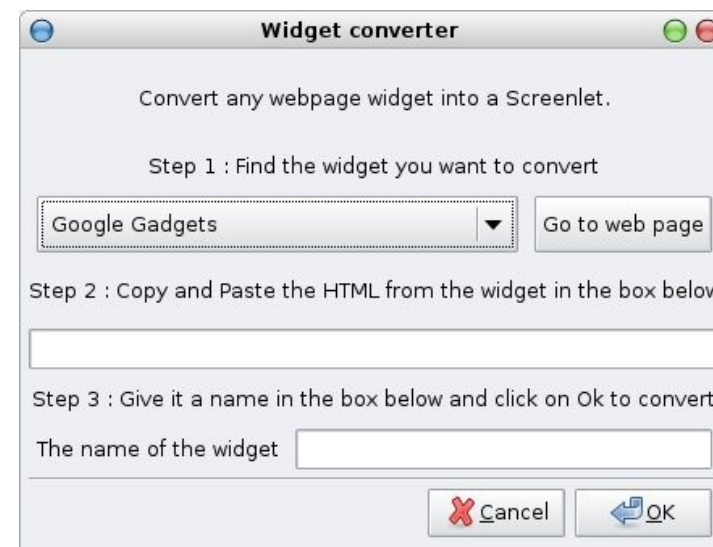 Widget converter
Convert any webpage widget into a Screenlet.
Step 1 : Find the widget you want to convert
Google Gadgets
Go to web page
Step 2 : Copy and Paste the HTML from the widget in the box below
Step 3 : Give it a name in the box below and click on Ok to convert
The name of the widget
Cancel
OK